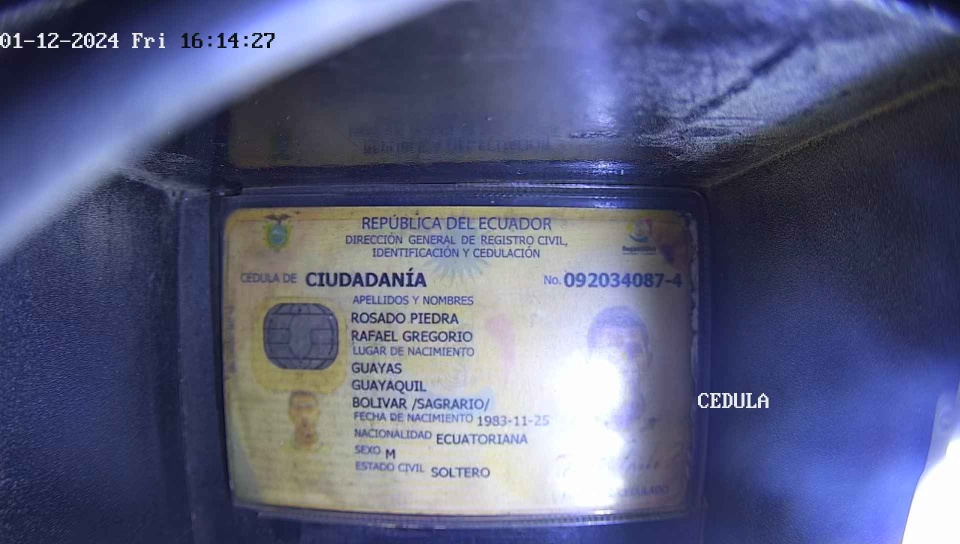 01-12-2024 Fri 16:14:27
REPÚBLICA DEL ECUADOR
DIRECCIÓN GENERAL DE REGISTRO CIVIL,
IDENTIFICACIÓN Y CEDULACIÓN
CÉDULA DE CIUDADANÍA No. 092034087-4
APELLIDOS Y NOMBRES
ROSADO PIEDRA
RAFAEL GREGORIO
LUGAR DE NACIMIENTO
GUAYAS
GUAYAQUIL
BOLIVAR /SAGRARIO/
CEDULA
FECHA DE NACIMIENTO 1983-11-25
NACIONALIDAD ECUATORIANA
SEXO M
ESTADO CIVIL SOLTERO